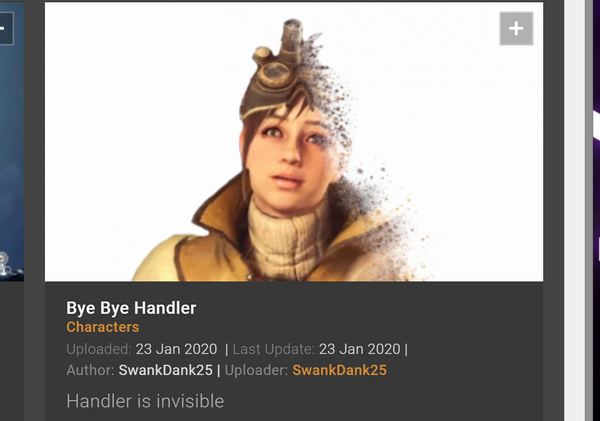 Bye Bye Handler
Characters
Uploaded: 23 Jan 2020 | Last Update: 23 Jan 2020 |
Author: SwankDank25 | Uploader: SwankDank25
Handler is invisible